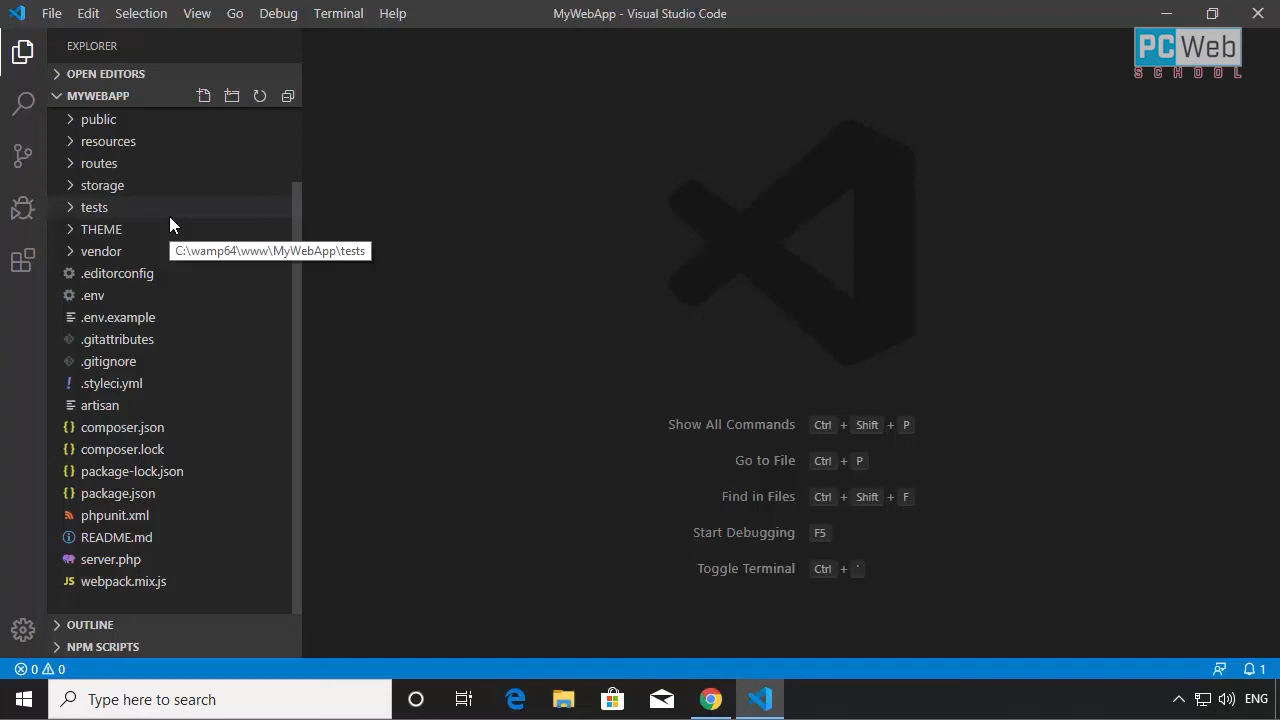 File Edit Selection View Go Debug Terminal Help
MyWebApp - Visual Studio Code
PCWeb
SCHOOL
EXPLORER
OPEN EDITORS
MYWEBAPP
public
resources
routes
storage
tests
THEME
vendor
C:\wamp64\www\MyWebApp\tests
.editorconfig
.env
.env.example
.gitattributes
.gitignore
.styleci.yml
artisan
composer.json
composer.lock
package-lock.json
package.json
phpunit.xml
README.md
server.php
JS webpack.mix.js
Show All Commands Ctrl + Shift + P
Go to File Ctrl + P
Find in Files Ctrl + Shift + F
Start Debugging F5
Toggle Terminal Ctrl + `
OUTLINE
NPM SCRIPTS
0 0
1
Type here to search
ENG